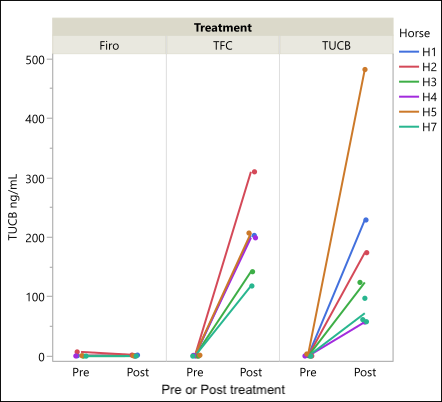 Treatment
Firo TFC TUCB
Horse
H1
H2
H3
H4
H5
H7
500
400
300
200
100
0
TUCB ng/mL
Pre Post Pre Post Pre Post
Pre or Post treatment